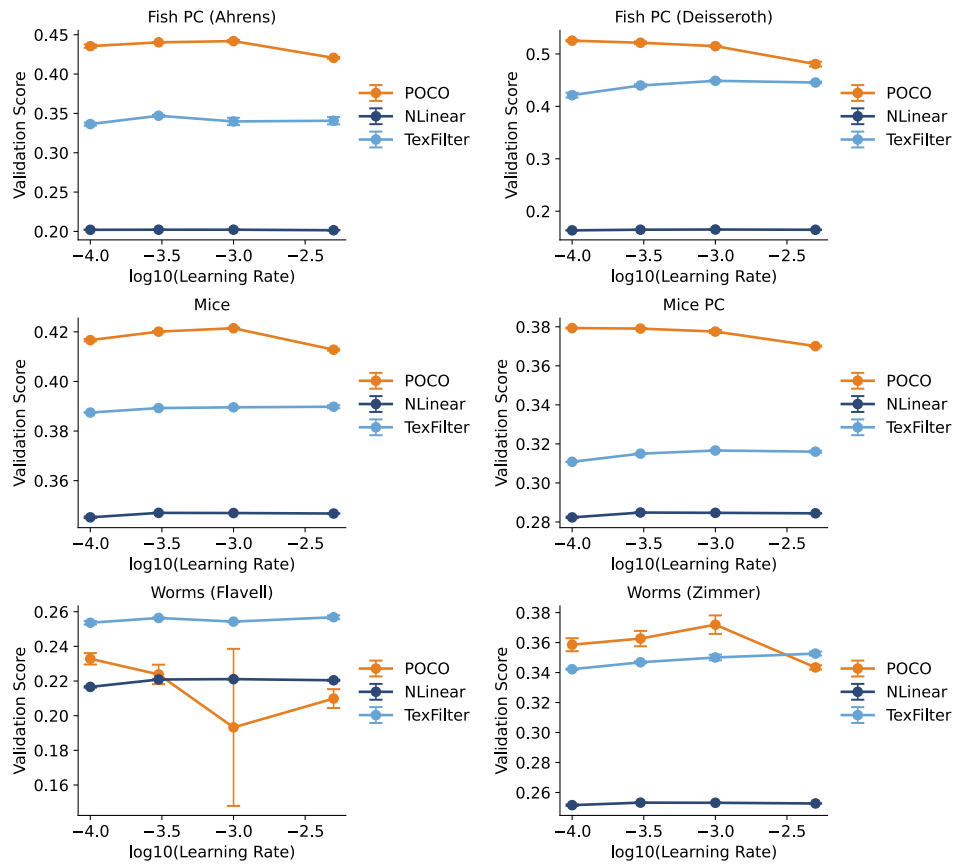 Fish PC (Ahrens)
Validation Score
0.45
0.40
0.35
0.30
0.25
0.20
−4.0 −3.5 −3.0 −2.5
log10(Learning Rate)
POCO
NLinear
TexFilter
Fish PC (Deisseroth)
Validation Score
0.5
0.4
0.3
0.2
−4.0 −3.5 −3.0 −2.5
log10(Learning Rate)
POCO
NLinear
TexFilter
Mice
Validation Score
0.42
0.40
0.38
0.36
−4.0 −3.5 −3.0 −2.5
log10(Learning Rate)
POCO
NLinear
TexFilter
Mice PC
Validation Score
0.38
0.36
0.34
0.32
0.30
0.28
−4.0 −3.5 −3.0 −2.5
log10(Learning Rate)
POCO
NLinear
TexFilter
Worms (Flavell)
Validation Score
0.26
0.24
0.22
0.20
0.18
0.16
−4.0 −3.5 −3.0 −2.5
log10(Learning Rate)
POCO
NLinear
TexFilter
Worms (Zimmer)
Validation Score
0.38
0.36
0.34
0.32
0.30
0.28
0.26
−4.0 −3.5 −3.0 −2.5
log10(Learning Rate)
POCO
NLinear
TexFilter